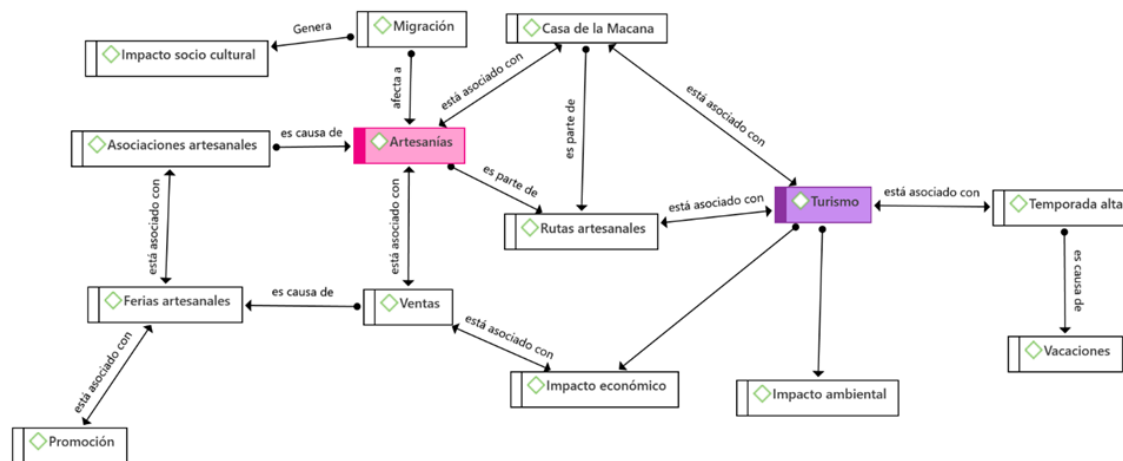 Genera
Migración
Casa de la Macana
Impacto socio cultural
afecta a
está asociado con
está asociado con
es parte de
Asociaciones artesanales
es causa de
Artesanías
es parte de
está asociado con
está asociado con
Turismo
está asociado con
Temporada alta
Rutas artesanales
está asociado con
es causa de
Ferias artesanales
es causa de
Ventas
está asociado con
Vacaciones
está asociado con
Impacto económico
Impacto ambiental
Promoción